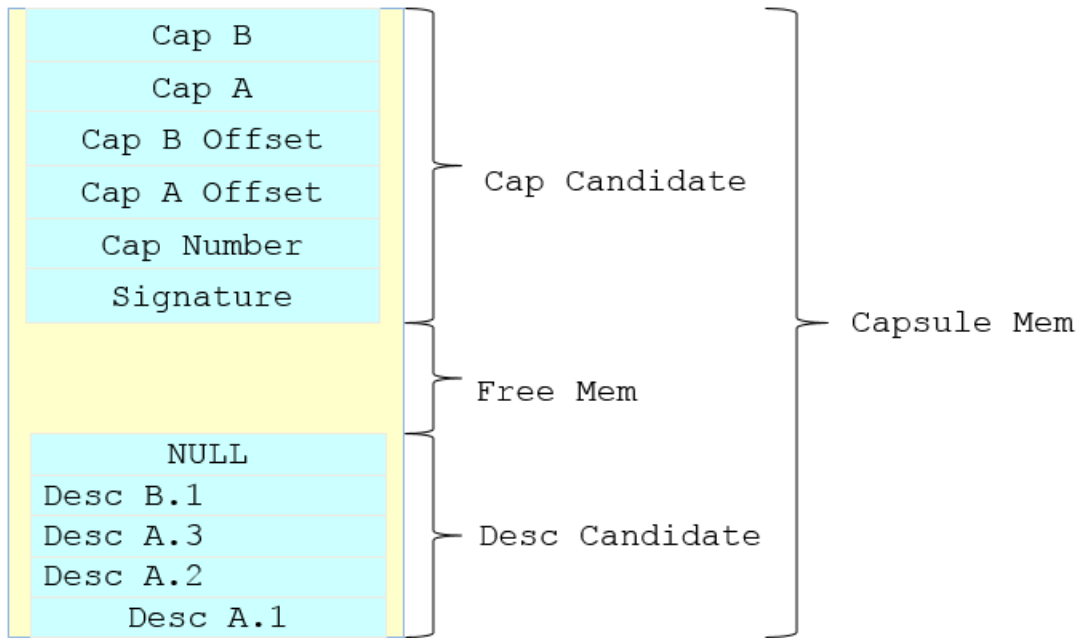 Cap B
Cap A
Cap B Offset
Cap A Offset
Cap Number
Signature
Cap Candidate
Capsule Mem
Free Mem
NULL
Desc B.1
Desc A.3
Desc A.2
Desc A.1
Desc Candidate